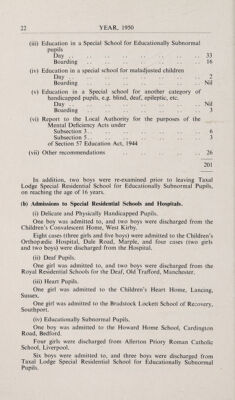 22 YEAR, 1950
(iii) Education in a Special School for Educationally Subnormal
pupils
Day .. .. .. .. .. .. .. 33
Boarding .. .. .. .. .. .. 16
(iv) Education in a special school for maladjusted children
Day .. .. .. .. .. .. .. 2
Boarding .. .. .. .. .. .. Nil
(v) Education in a Special School for another category of
handicapped pupils, e.g. blind, deaf, epileptic, etc.
Day .. .. .. .. .. .. .. Nil
Boarding .. .. .. .. .. .. 3
(vi) Report to the Local Authority for the purposes of the
Mental Deficiency Acts under
Subsection 3 .. .. .. .. .. .. 6
Subsection 5 .. .. .. .. .. .. 3
of Section 57 Education Act, 1944
(vii) Other recommendations .. .. .. .. 26
201
In addition, two boys were re-examined prior to leaving Taxal
Lodge Special Residential School for Educationally Subnormal Pupils,
on reaching the age of 16 years.
(b) Admissions to Special Residential Schools and Hospitals.
(i) Delicate and Physically Handicapped Pupils.
One boy was admitted to, and two boys were discharged from the
Children's Convalescent Home, West Kirby.
Eight cases (three girls and five boys) were admitted to the Children's
Orthopædic Hospital, Dale Road, Marple, and four cases (two girls
and two boys) were discharged from the Hospital.
(ii) Deaf Pupils.
One girl was admitted to, and two boys were discharged from the
Royal Residential Schools for the Deaf, Old Trafford, Manchester.
(iii) Heart Pupils.
One girl was admitted to the Children's Heart Home, Lancing,
Sussex.
One girl was admitted to the Bradstock Lockett School of Recovery,
Southport.
(iv) Educationally Subnormal Pupils.
One boy was admitted to the Howard Home School, Cardington
Road, Bedford.
Four girls were discharged from Allerton Priory Roman Catholic
School, Liverpool.
Six boys were admitted to, and three boys were discharged from
Taxal Lodge Special Residential School for Educationally Subnormal
Pupils.